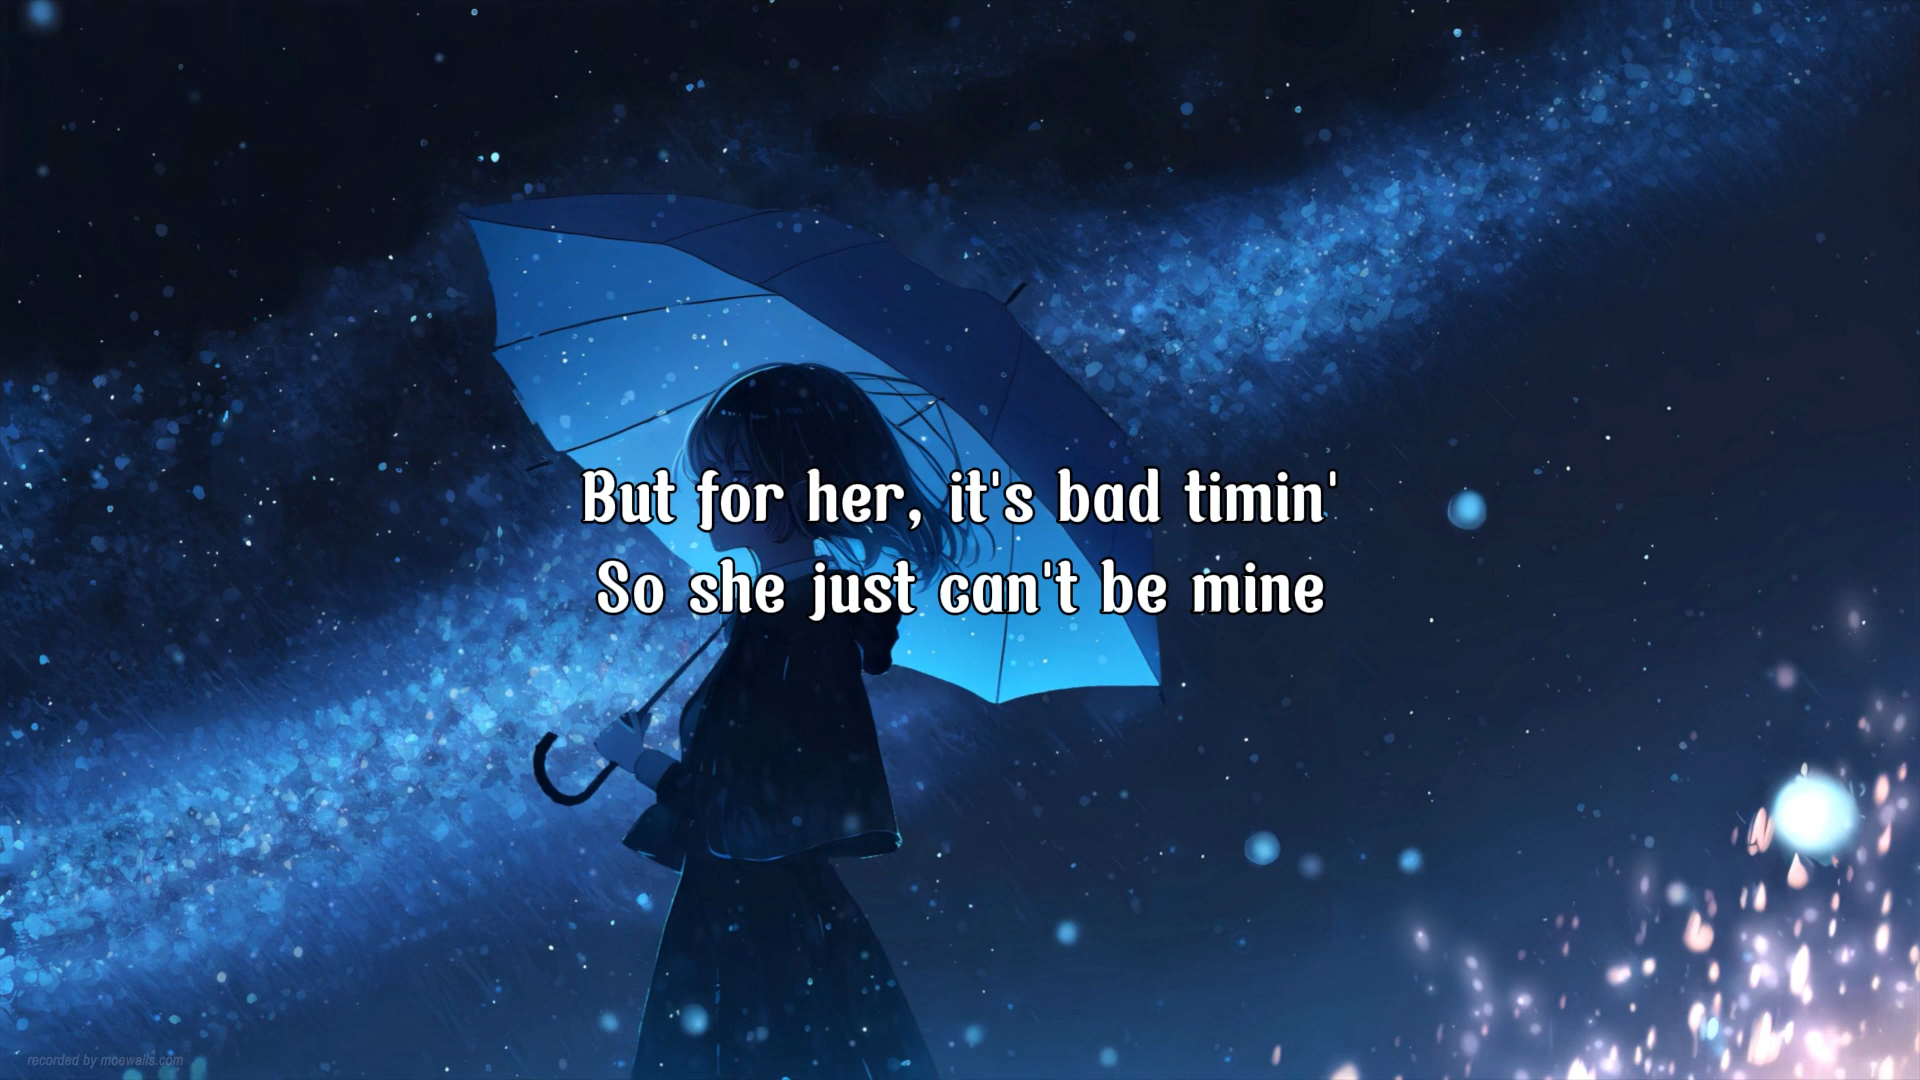 But for her, it's bad timin'
So she just can't be mine
recorded by moewalls.com